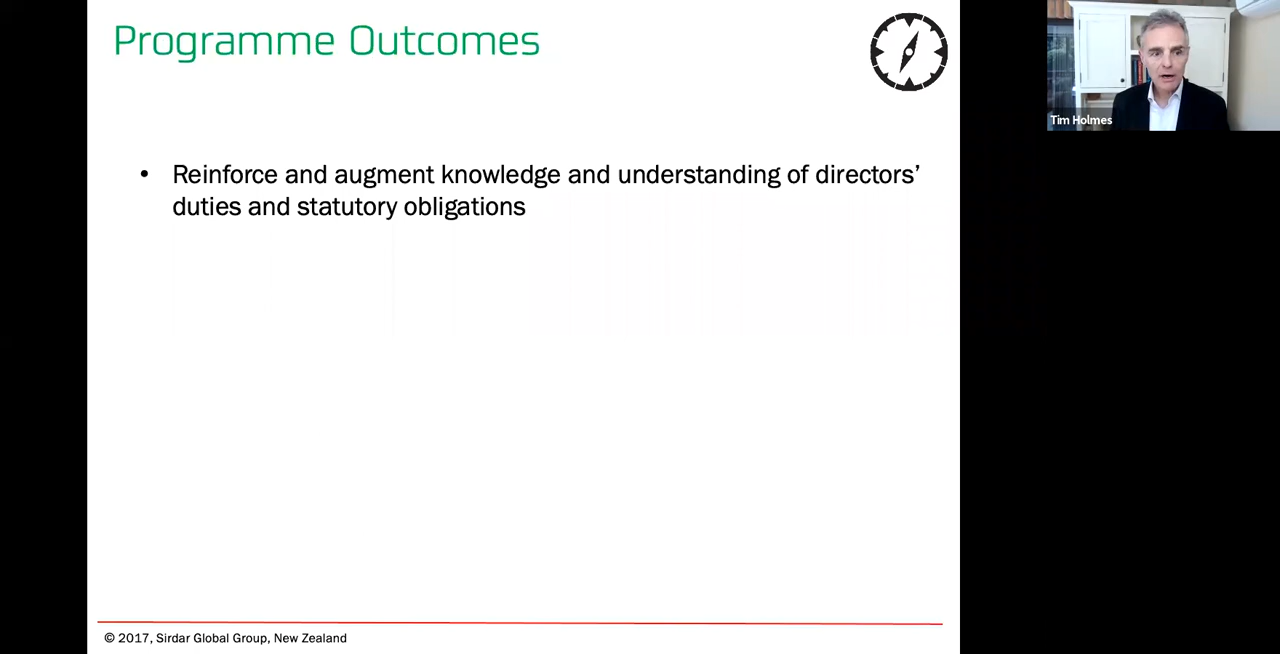 Programme Outcomes
Tim Holmes
• Reinforce and augment knowledge and understanding of directors’
duties and statutory obligations
© 2017, Sirdar Global Group, New Zealand